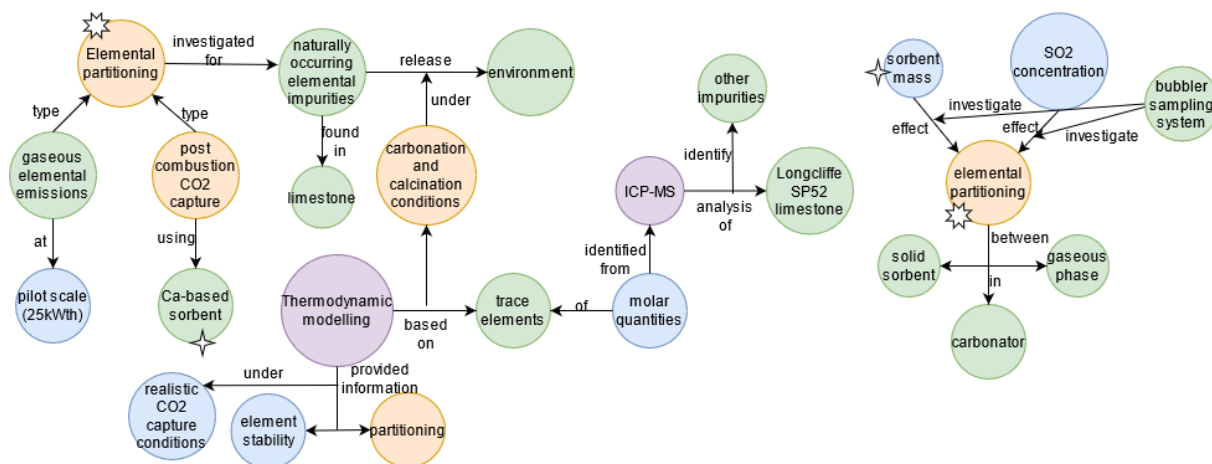 Elemental
partitioning
investigated
for
naturally
occurring
elemental
impurities
release
environment
under
type
type
gaseous
elemental
emissions
post
combustion
CO2
capture
found
in
limestone
carbonation
and
calcination
conditions
at
using
pilot scale
(25kWth)
Ca-based
sorbent
Thermodynamic
modelling
based
on
trace
elements
of
molar
quantities
identified
from
ICP-MS
analysis
of
identify
other
impurities
Longcliffe
SP52
limestone
under
provided
information
realistic
CO2
capture
conditions
element
stability
partitioning
sorbent
mass
SO2
concentration
bubbler
sampling
system
investigate
effect
effect
investigate
elemental
partitioning
between
solid
sorbent
gaseous
phase
in
carbonator